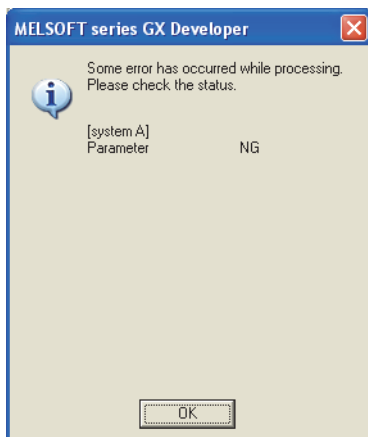 MELSOFT series GX Developer
Some error has occurred while processing.
Please check the status.
[system A]
Parameter NG
OK